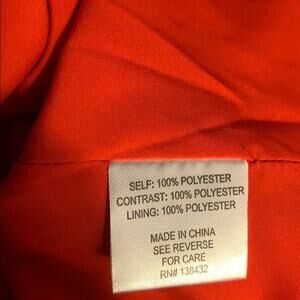 SELF: 100% POLYESTER
CONTRAST: 100% POLYESTER
LINING: 100% POLYESTER
MADE IN CHINA
SEE REVERSE
FOR CARE
RN# 138432